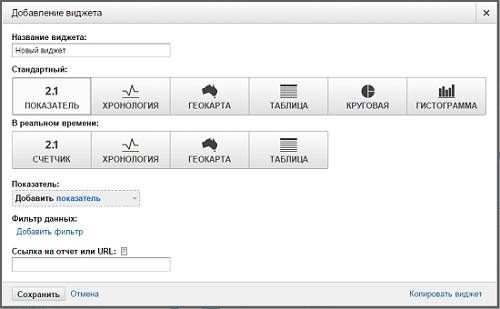 Добавление виджета
Название виджета:
Новый виджет
Стандартный:
2.1
ПОКАЗАТЕЛЬ ХРОНОЛОГИЯ ГЕОКАРТА ТАБЛИЦА КРУГОВАЯ ГИСТОГРАММА
В реальном времени:
2.1
СЧЕТЧИК ХРОНОЛОГИЯ ГЕОКАРТА ТАБЛИЦА
Показатель:
Добавить показатель
Фильтр данных:
Добавить фильтр
Ссылка на отчет или URL:
Сохранить Отмена Копировать виджет